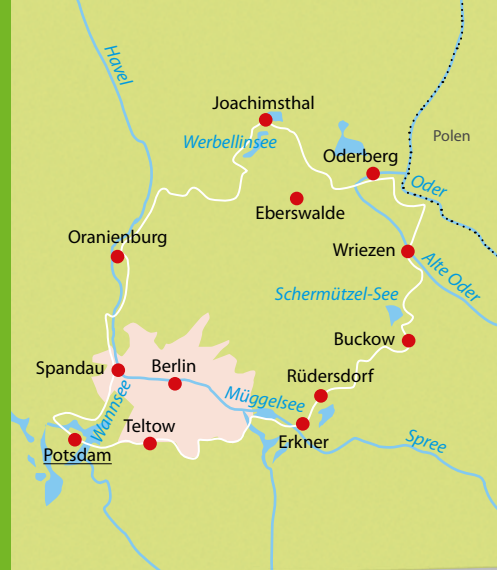 Havel
Joachimsthal
Werbellinsee
Polen
Oderberg
Oder
Eberswalde
Oranienburg
Wriezen
Alte Oder
Schermützel-See
Buckow
Spandau
Berlin
Rüdersdorf
Wannsee
Müggelsee
Teltow
Erkner
Spree
Potsdam